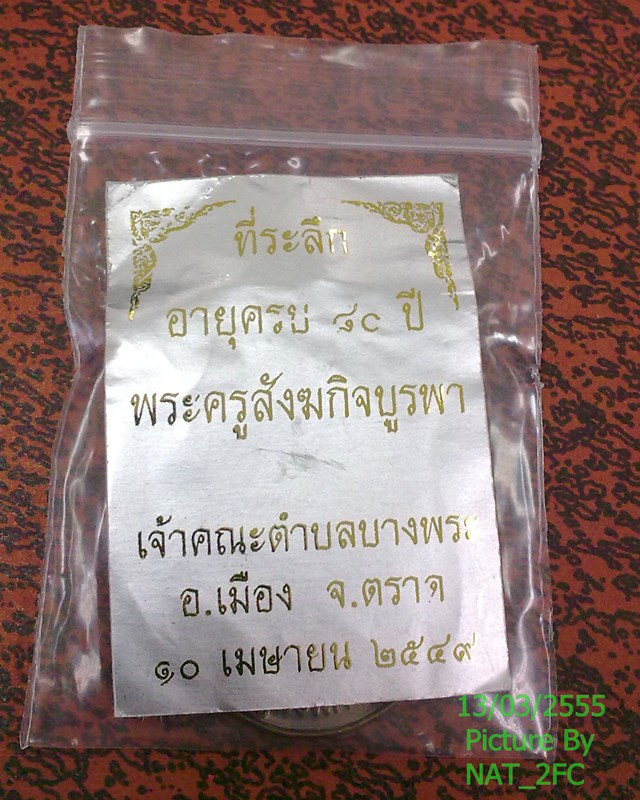 ที่ระลึก
อายุครบ ๘๐ ปี
พระครูสังฆกิจบูรพา
เจ้าคณะตำบลบางพระ
อ.เมือง จ.ตราด
๑๐ เมษายน ๒๕๔๙
13/03/2555
Picture By
NAT_2FC